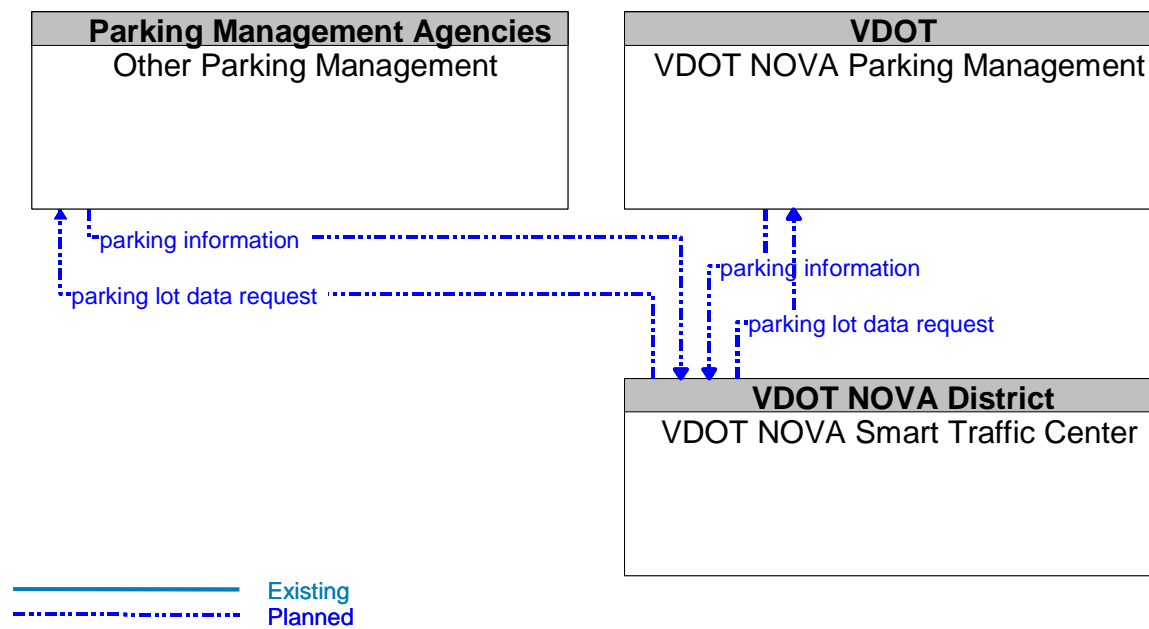 Parking Management Agencies
Other Parking Management
VDOT
VDOT NOVA Parking Management
parking information
parking information
parking lot data request
parking lot data request
VDOT NOVA District
VDOT NOVA Smart Traffic Center
Existing
Planned